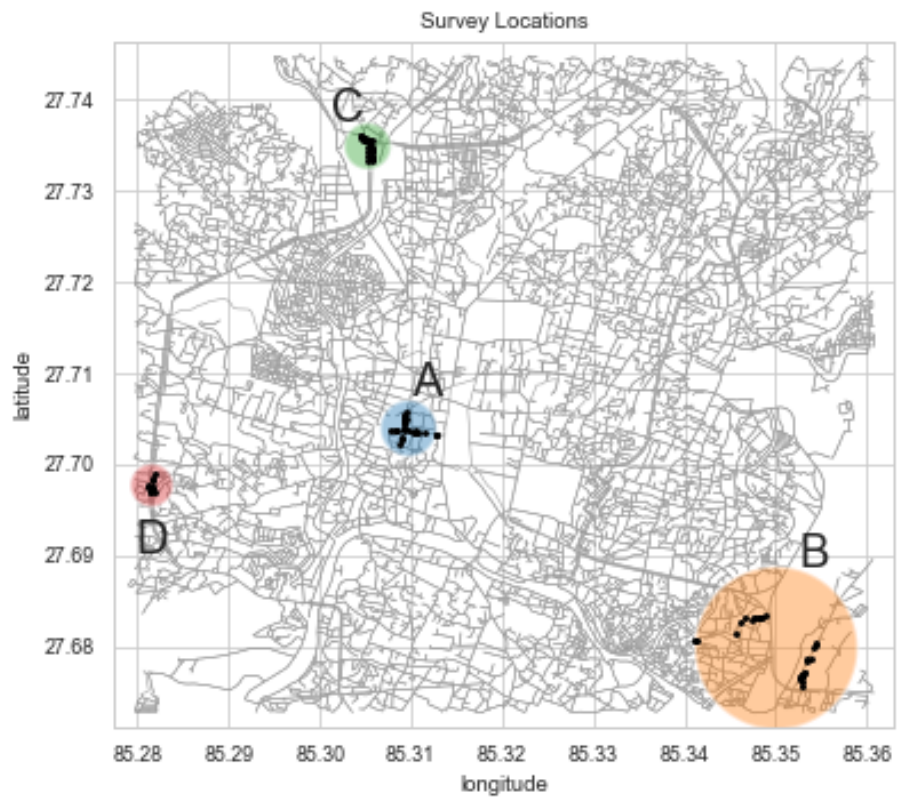 Survey Locations
27.74
C
27.73
27.72
latitude
27.71
A
27.70
D
27.69
B
27.68
85.28 85.29 85.30 85.31 85.32 85.33 85.34 85.35 85.36
longitude